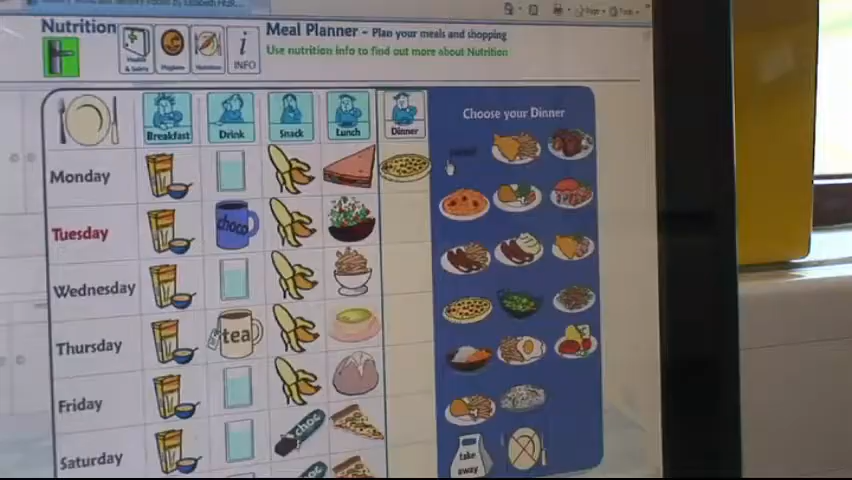 Nutrition
Health & Safety
Hygiene
Nutrition
i
INFO
Meal Planner - Plan your meals and shopping
Use nutrition info to find out more about Nutrition
Breakfast
Drink
Snack
Lunch
Dinner
Choose your Dinner
Monday
Tuesday
choco
Wednesday
Thursday
tea
Friday
Saturday
choc
take
away
choc